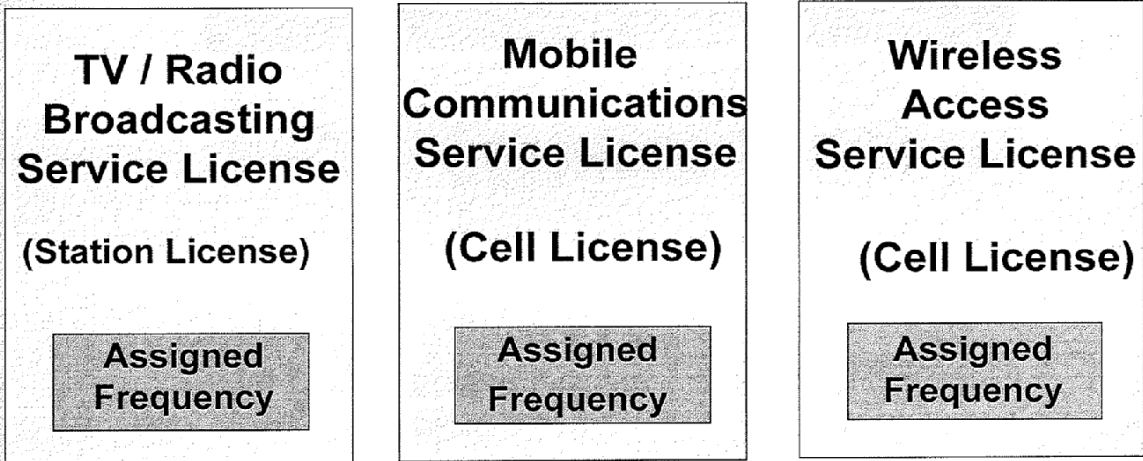 TV / Radio
Broadcasting
Service License
(Station License)
Assigned
Frequency
Mobile
Communications
Service License
(Cell License)
Assigned
Frequency
Wireless
Access
Service License
(Cell License)
Assigned
Frequency